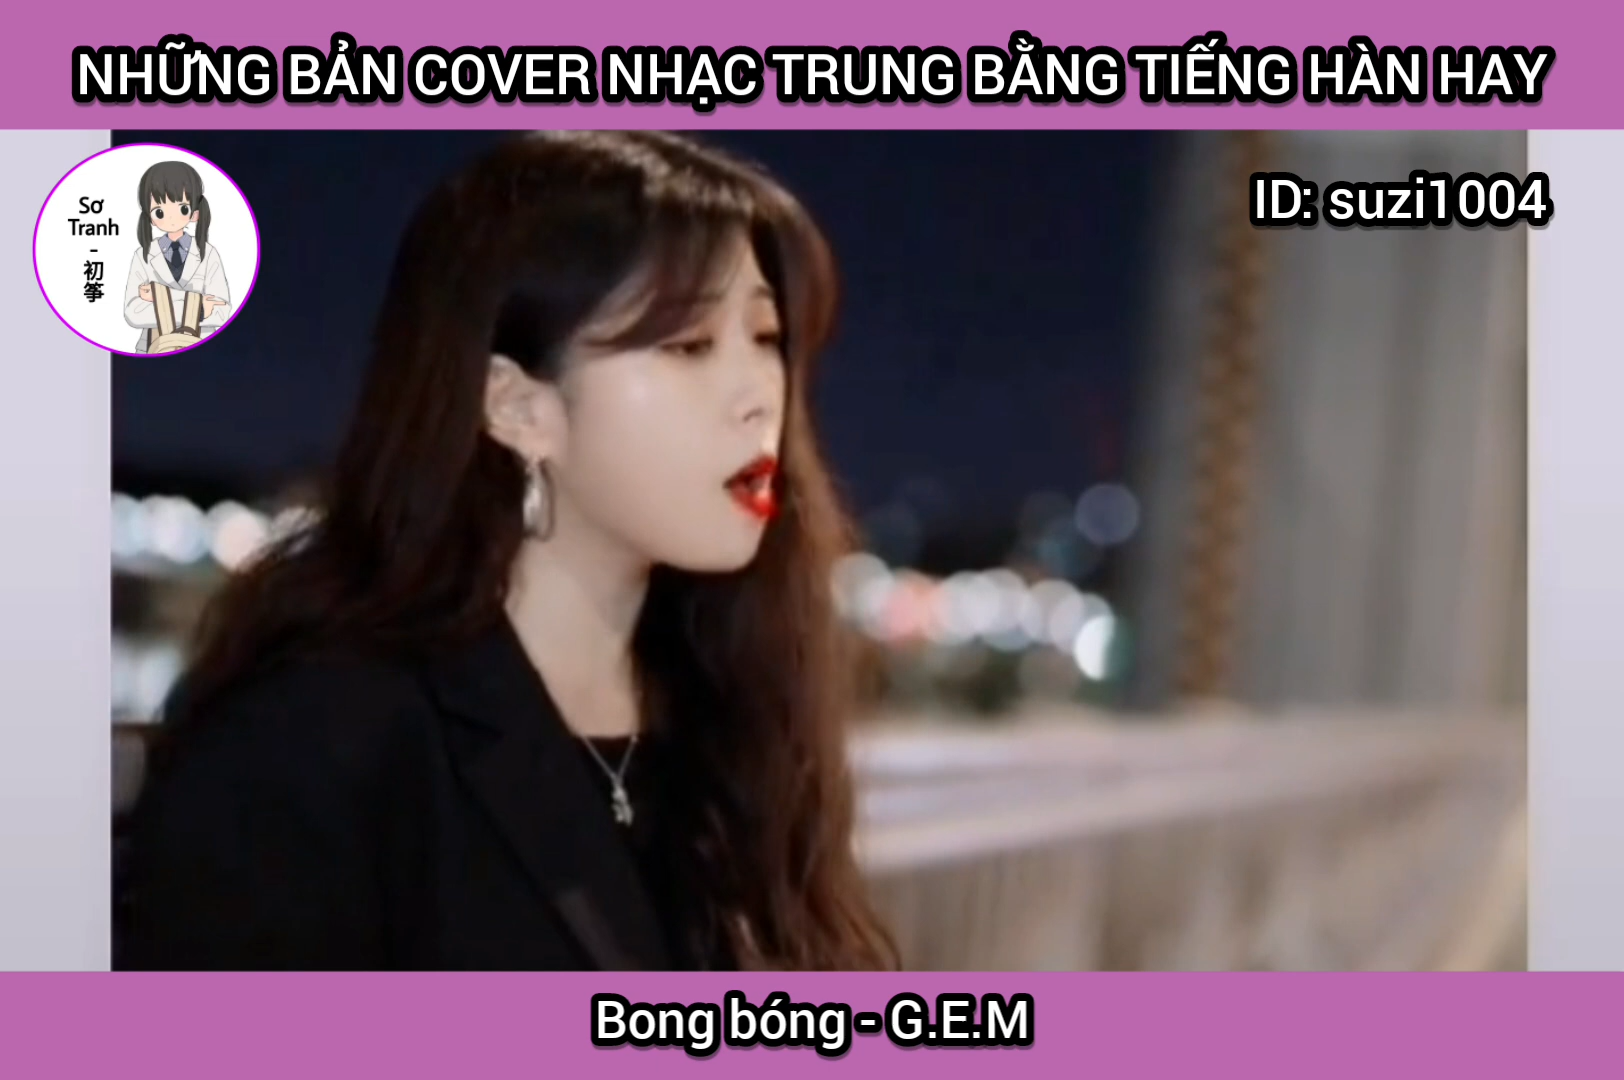 NHỮNG BẢN COVER NHẠC TRUNG BẰNG TIẾNG HÀN HAY
Sơ
Tranh
-
初
筝
ID: suzi1004
Bong bóng - G.E.M